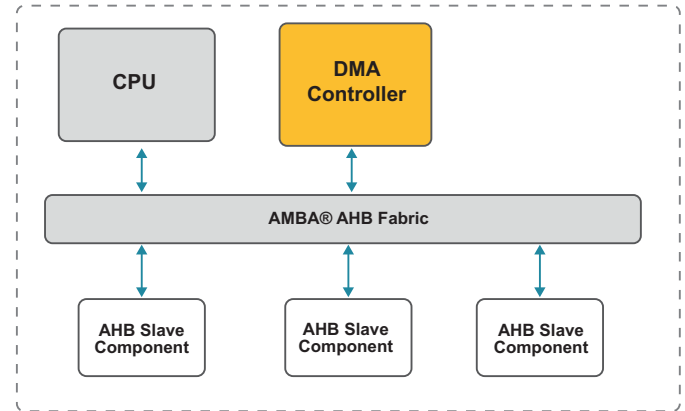 CPU
DMA
Controller
AMBA® AHB Fabric
AHB Slave
Component
AHB Slave
Component
AHB Slave
Component